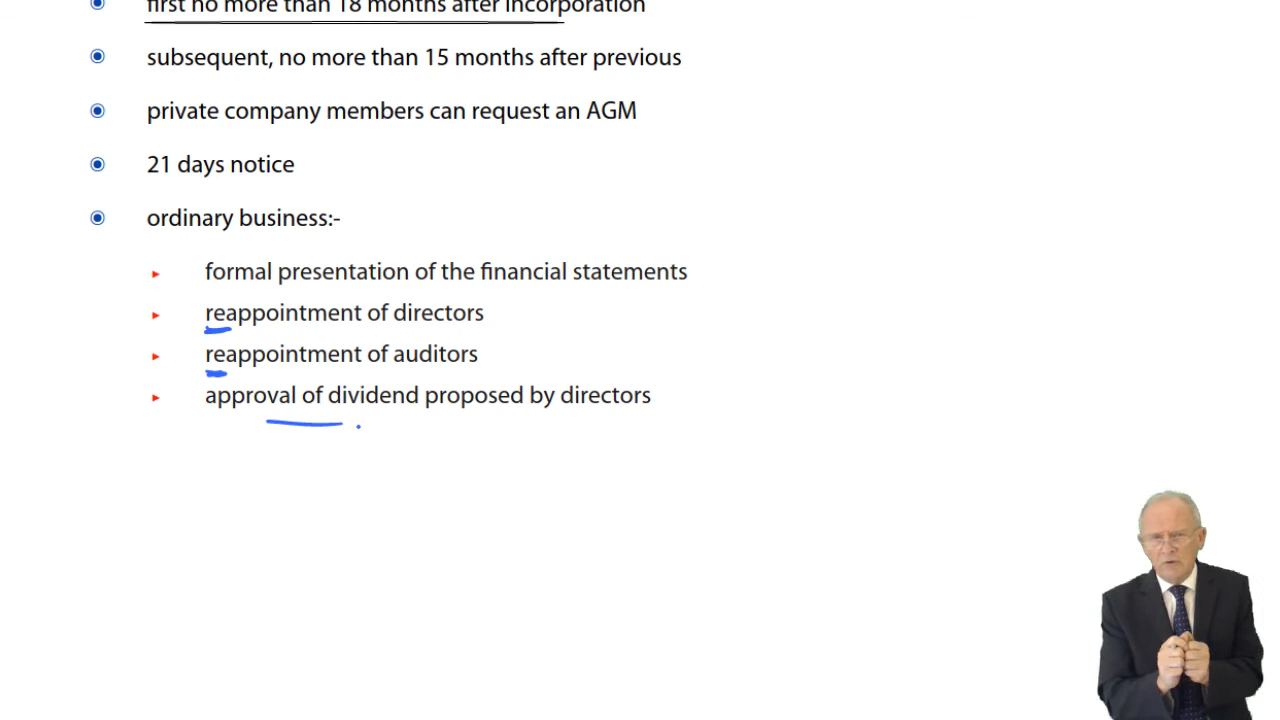 first no more than 18 months after incorporation
subsequent, no more than 15 months after previous
private company members can request an AGM
21 days notice
ordinary business:-
formal presentation of the financial statements
reappointment of directors
reappointment of auditors
approval of dividend proposed by directors